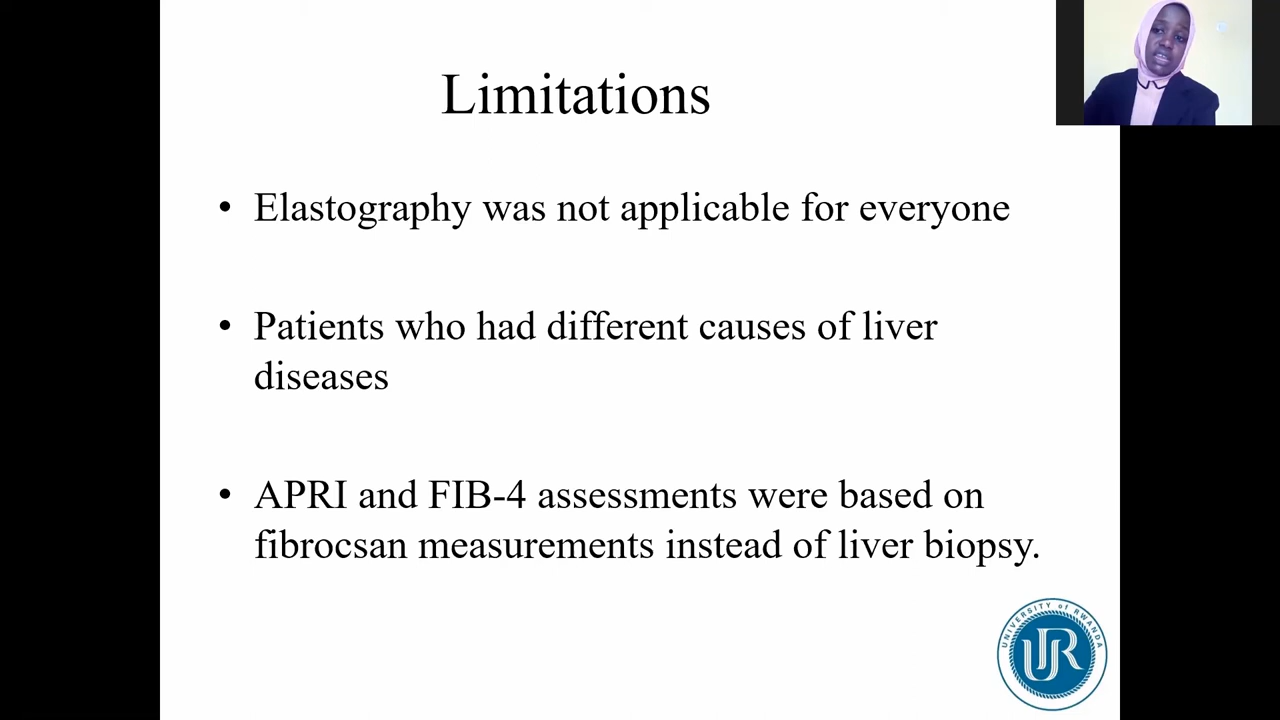 Limitations
• Elastography was not applicable for everyone
• Patients who had different causes of liver
diseases
• APRI and FIB-4 assessments were based on
fibrocsan measurements instead of liver biopsy.
UNIVERSITY of RWANDA
UR